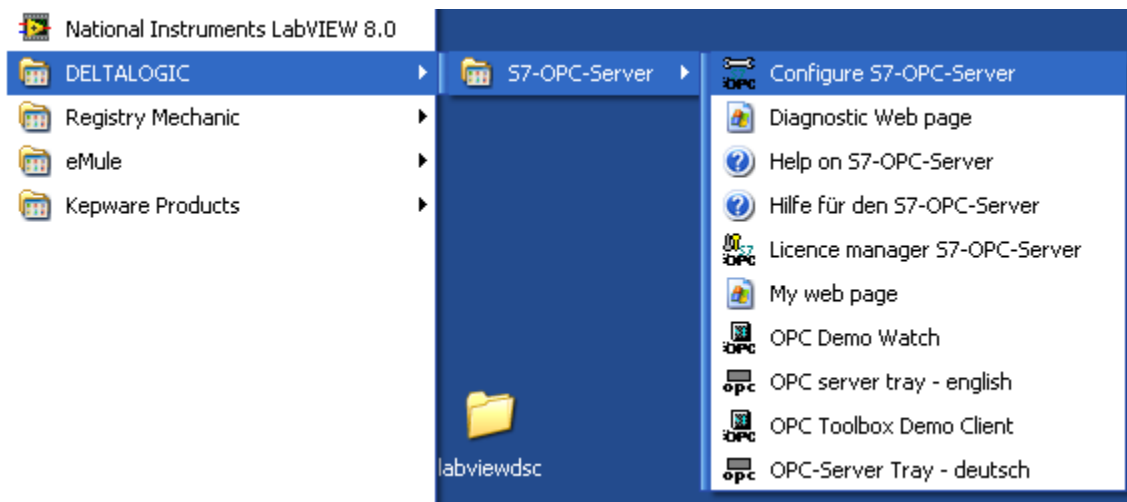 National Instruments LabVIEW 8.0
DELTALOGIC
Registry Mechanic
eMule
Kepware Products
S7-OPC-Server
Configure S7-OPC-Server
Diagnostic Web page
Help on S7-OPC-Server
Hilfe für den S7-OPC-Server
Licence manager S7-OPC-Server
My web page
OPC Demo Watch
OPC server tray - english
OPC Toolbox Demo Client
OPC-Server Tray - deutsch
labviewdsc